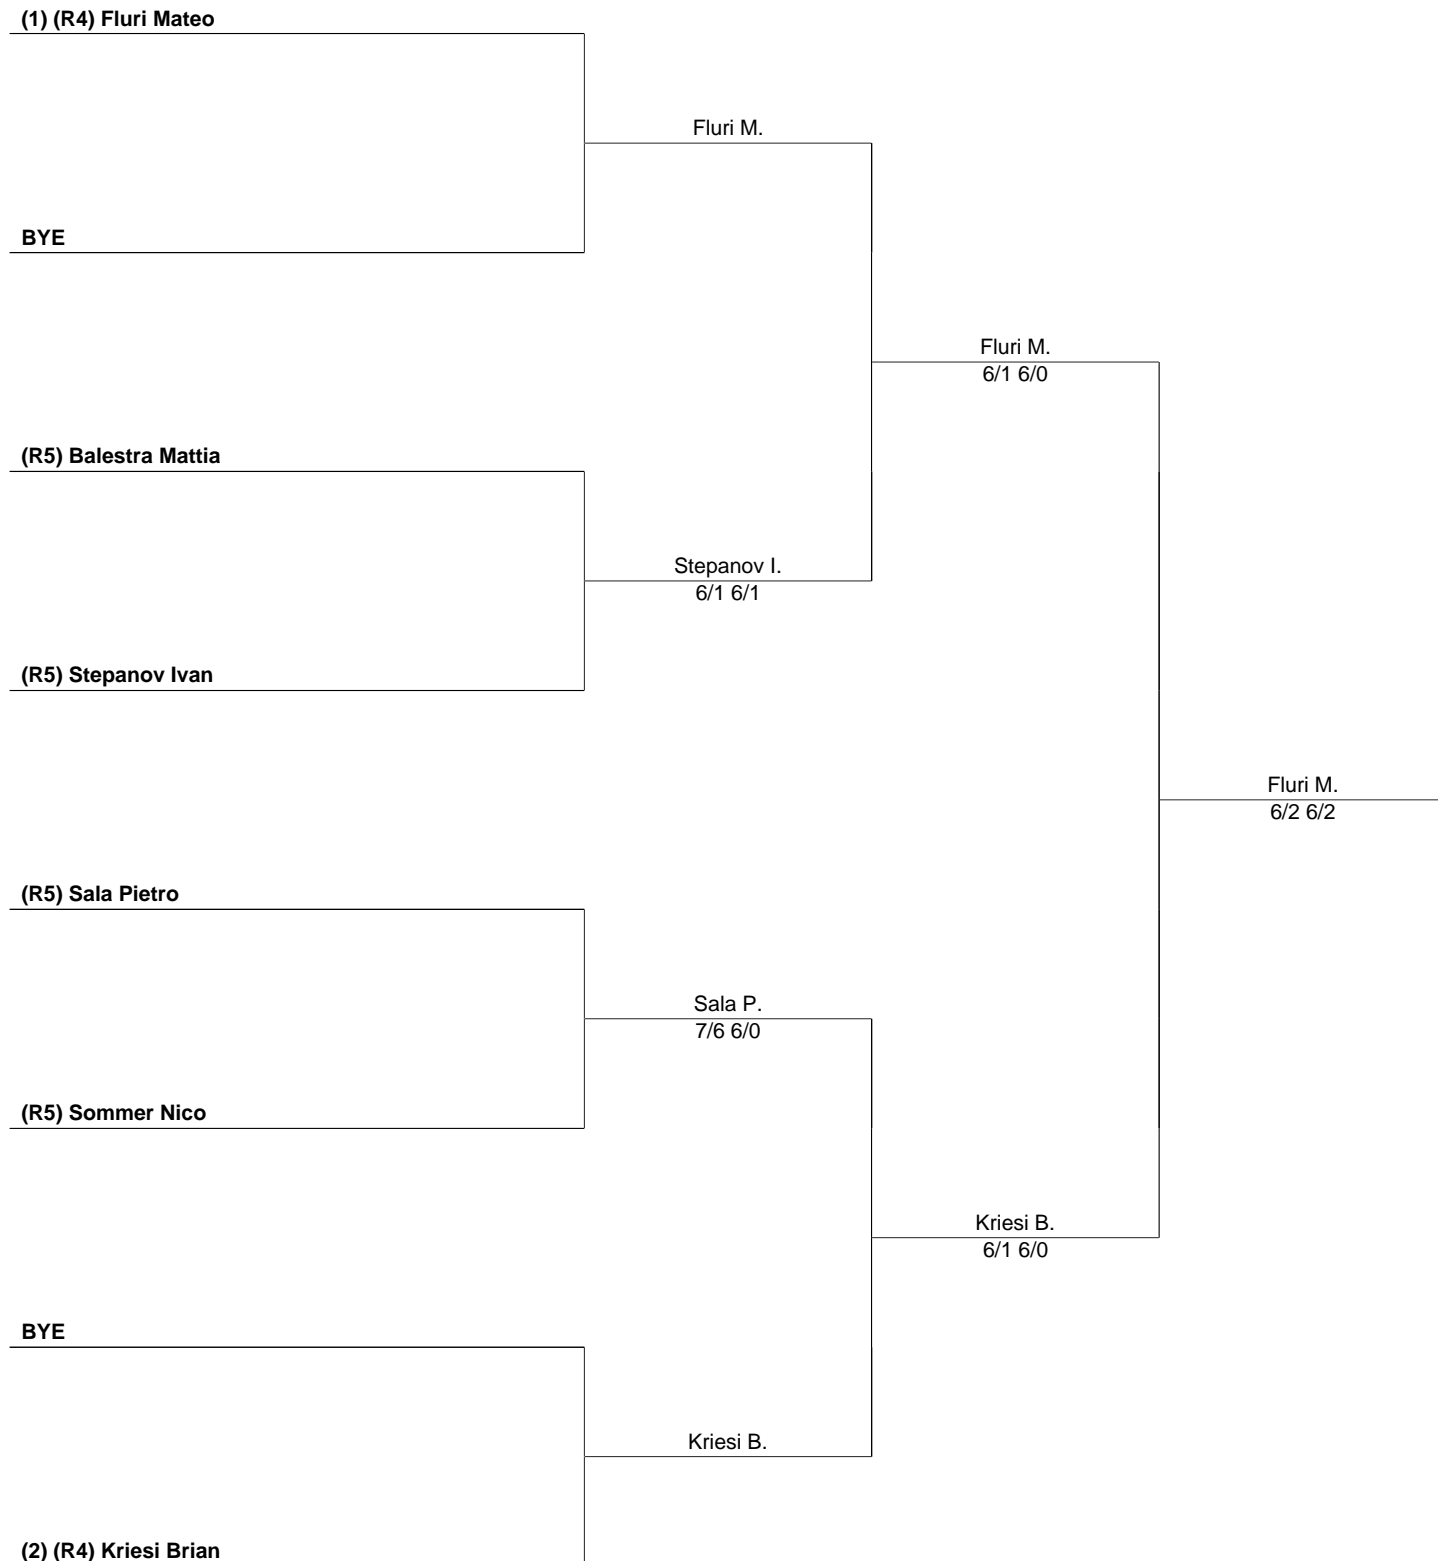 (1) (R4) Fluri Mateo
Fluri M.
BYE
Fluri M.
6/1 6/0
(R5) Balestra Mattia
Stepanov I.
6/1 6/1
(R5) Stepanov Ivan
Fluri M.
6/2 6/2
(R5) Sala Pietro
Sala P.
7/6 6/0
(R5) Sommer Nico
Kriesi B.
6/1 6/0
BYE
Kriesi B.
(2) (R4) Kriesi Brian